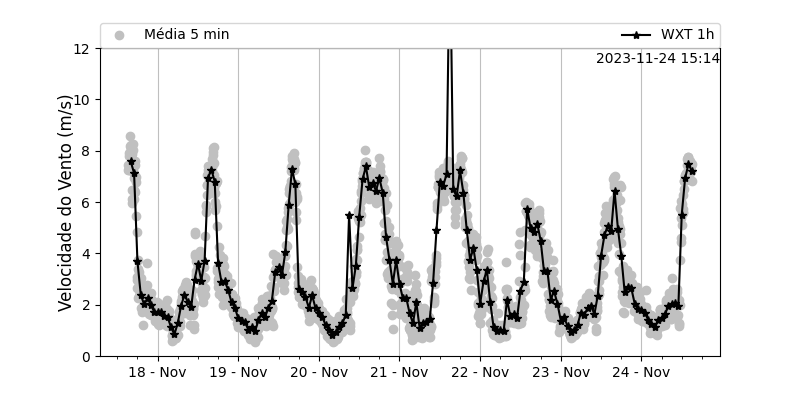 Média 5 min
WXT 1h
2023-11-24 15:14
Velocidade do Vento (m/s)
12
10
8
6
4
2
0
18 - Nov
19 - Nov
20 - Nov
21 - Nov
22 - Nov
23 - Nov
24 - Nov